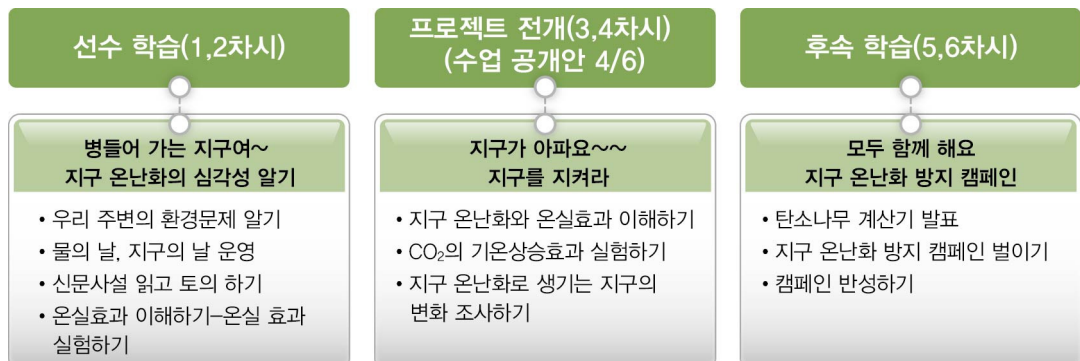 선수 학습(1,2차시)
병들어 가는 지구여~
지구 온난화의 심각성 알기
• 우리 주변의 환경문제 알기
• 물의 날, 지구의 날 운영
• 신문사설 읽고 토의 하기
• 온실효과 이해하기–온실 효과
실험하기
프로젝트 전개(3,4차시)
(수업 공개안 4/6)
지구가 아파요~~
지구를 지켜라
• 지구 온난화와 온실효과 이해하기
• CO₂의 기온상승효과 실험하기
• 지구 온난화로 생기는 지구의
변화 조사하기
후속 학습(5,6차시)
모두 함께 해요
지구 온난화 방지 캠페인
• 탄소나무 계산기 발표
• 지구 온난화 방지 캠페인 벌이기
• 캠페인 반성하기